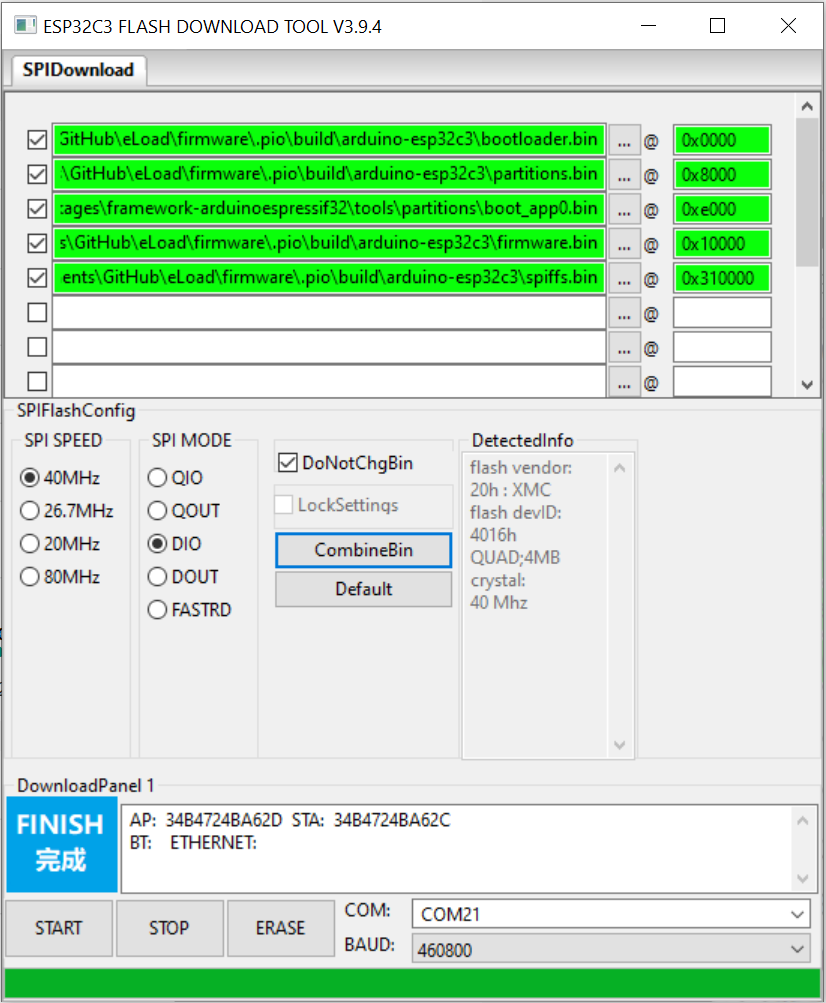 ESP32C3 FLASH DOWNLOAD TOOL V3.9.4
SPIDownload
GitHub\eLoad\firmware\.pio\build\arduino-esp32c3\bootloader.bin ... @ 0x0000
:\GitHub\eLoad\firmware\.pio\build\arduino-esp32c3\partitions.bin ... @ 0x8000
:ages\framework-arduinoespressif32\tools\partitions\boot_app0.bin ... @ 0xe000
s\GitHub\eLoad\firmware\.pio\build\arduino-esp32c3\firmware.bin ... @ 0x10000
ents\GitHub\eLoad\firmware\.pio\build\arduino-esp32c3\spiffs.bin ... @ 0x310000
... @
... @
... @
SPIFlashConfig
SPI SPEED
40MHz
26.7MHz
20MHz
80MHz
SPI MODE
QIO
QOUT
DIO
DOUT
FASTRD
DoNotChgBin
LockSettings
CombineBin
Default
DetectedInfo
flash vendor:
20h : XMC
flash devID:
4016h
QUAD;4MB
crystal:
40 Mhz
DownloadPanel 1
FINISH
完成
AP: 34B4724BA62D STA: 34B4724BA62C
BT: ETHERNET:
START STOP ERASE
COM: COM21
BAUD: 460800